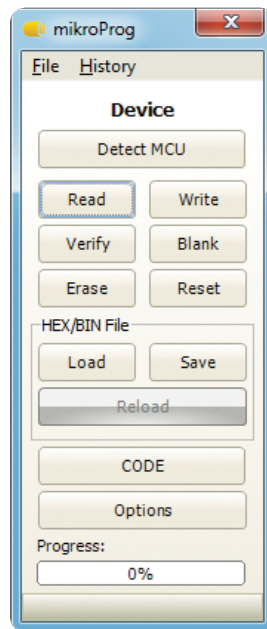 mikroProg
File History
Device
Detect MCU
Read Write
Verify Blank
Erase Reset
HEX/BIN File
Load Save
Reload
CODE
Options
Progress:
0%